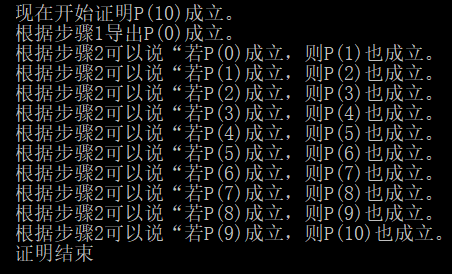 现在开始证明P(10)成立。
根据步骤1导出P(0)成立。
根据步骤2可以说“若P(0)成立，则P(1)也成立。
根据步骤2可以说“若P(1)成立，则P(2)也成立。
根据步骤2可以说“若P(2)成立，则P(3)也成立。
根据步骤2可以说“若P(3)成立，则P(4)也成立。
根据步骤2可以说“若P(4)成立，则P(5)也成立。
根据步骤2可以说“若P(5)成立，则P(6)也成立。
根据步骤2可以说“若P(6)成立，则P(7)也成立。
根据步骤2可以说“若P(7)成立，则P(8)也成立。
根据步骤2可以说“若P(8)成立，则P(9)也成立。
根据步骤2可以说“若P(9)成立，则P(10)也成立。
证明结束